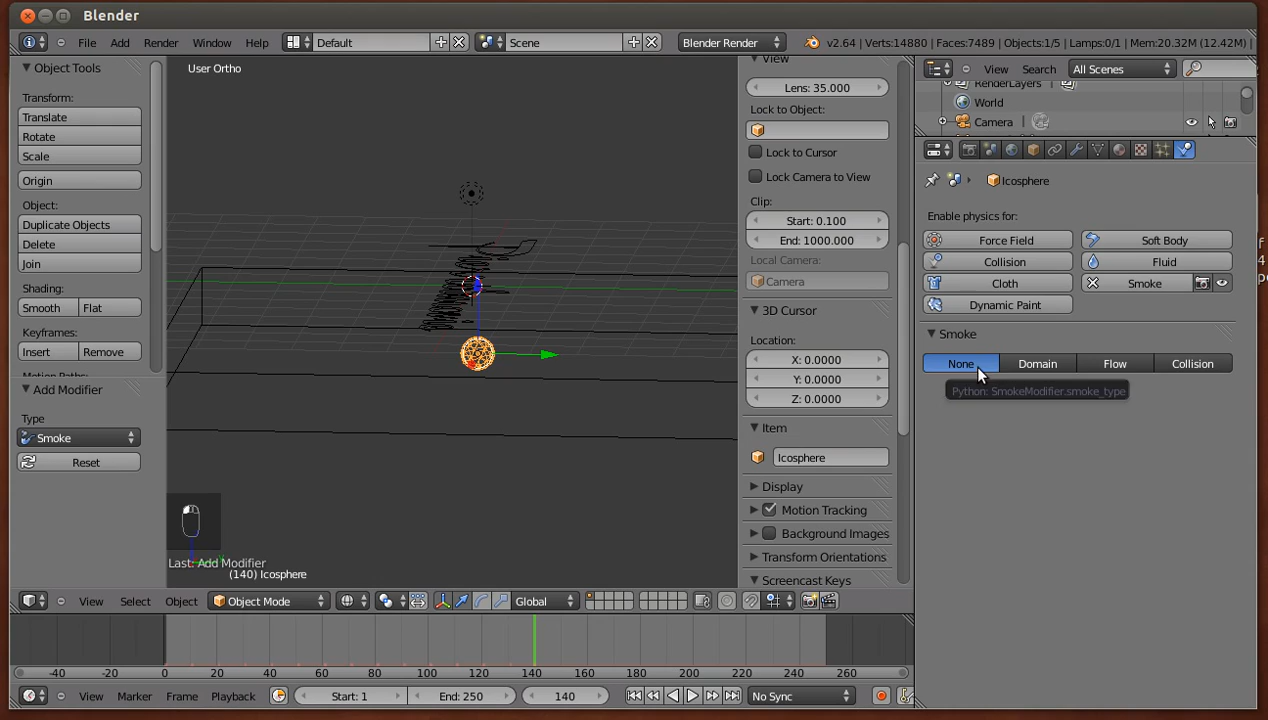 Blender
File Add Render Window Help Default Scene Blender Render v2.64 | Verts:14880 | Faces:7489 | Objects:1/5 | Lamps:0/1 | Mem:20.32M (12.42M) |
Object Tools
Transform:
Translate
Rotate
Scale
Origin
Object:
Duplicate Objects
Delete
Join
Shading:
Smooth Flat
Keyframes:
Insert Remove
Add Modifier
Type
Smoke
Reset
User Ortho
Last: Add Modifier
(140) Icosphere
View
Lens: 35.000
Lock to Object:
Lock to Cursor
Lock Camera to View
Clip:
Start: 0.100
End: 1000.000
Local Camera:
Camera
3D Cursor
Location:
X: 0.0000
Y: 0.0000
Z: 0.0000
Item
Icosphere
Display
Motion Tracking
Background Images
Transform Orientations
Screencast Keys
View Search All Scenes
RenderLayers |
World
Camera |
Icosphere
Enable physics for:
Force Field Soft Body
Collision Fluid
Cloth Smoke
Dynamic Paint
Smoke
None Domain Flow Collision
Python: SmokeModifier.smoke_type
View Select Object Object Mode Global
-40 -20 0 20 40 60 80 100 120 140 160 180 200 220 240 260
View Marker Frame Playback Start: 1 End: 250 140 No Sync